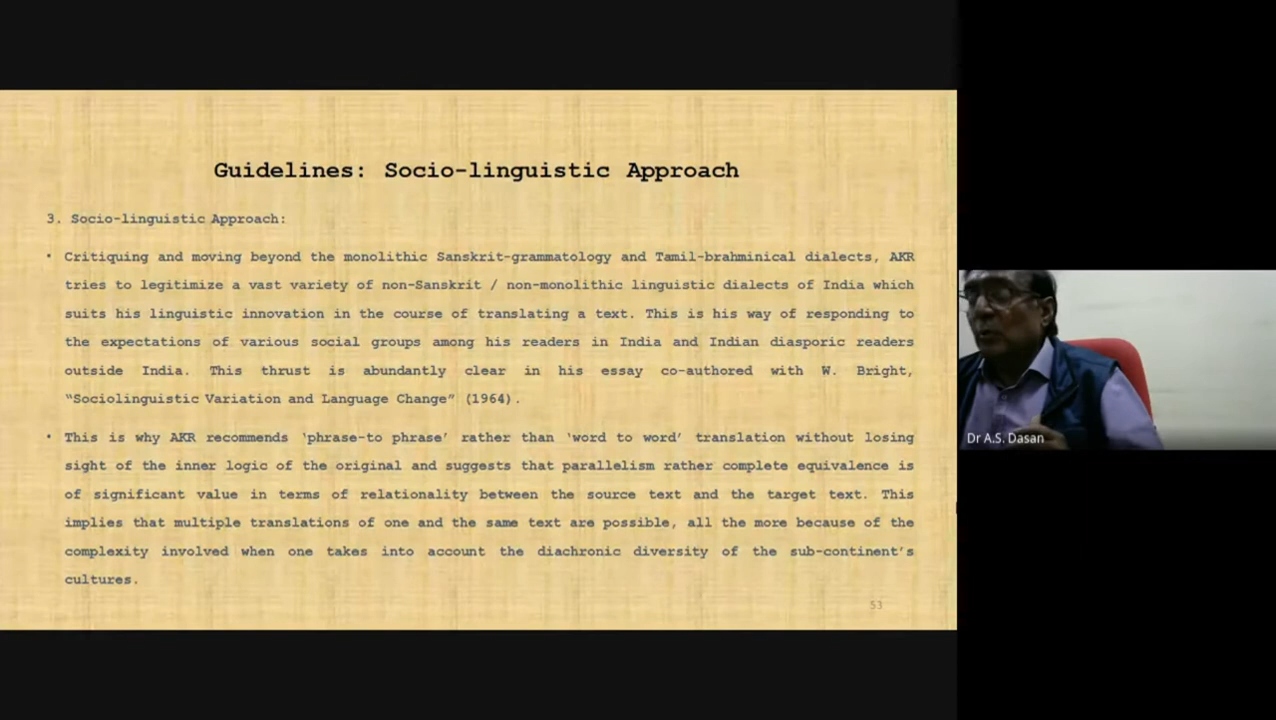 Guidelines: Socio-linguistic Approach
3. Socio-linguistic Approach:
• Critiquing and moving beyond the monolithic Sanskrit-grammatology and Tamil-brahminical dialects, AKR
tries to legitimize a vast variety of non-Sanskrit / non-monolithic linguistic dialects of India which
suits his linguistic innovation in the course of translating a text. This is his way of responding to
the expectations of various social groups among his readers in India and Indian diasporic readers
outside India. This thrust is abundantly clear in his essay co-authored with W. Bright,
“Sociolinguistic Variation and Language Change” (1964).
• This is why AKR recommends ‘phrase-to phrase’ rather than ‘word to word’ translation without losing
sight of the inner logic of the original and suggests that parallelism rather complete equivalence is
of significant value in terms of relationality between the source text and the target text. This
implies that multiple translations of one and the same text are possible, all the more because of the
complexity involved when one takes into account the diachronic diversity of the sub-continent’s
cultures.
53
Dr A.S. Dasan